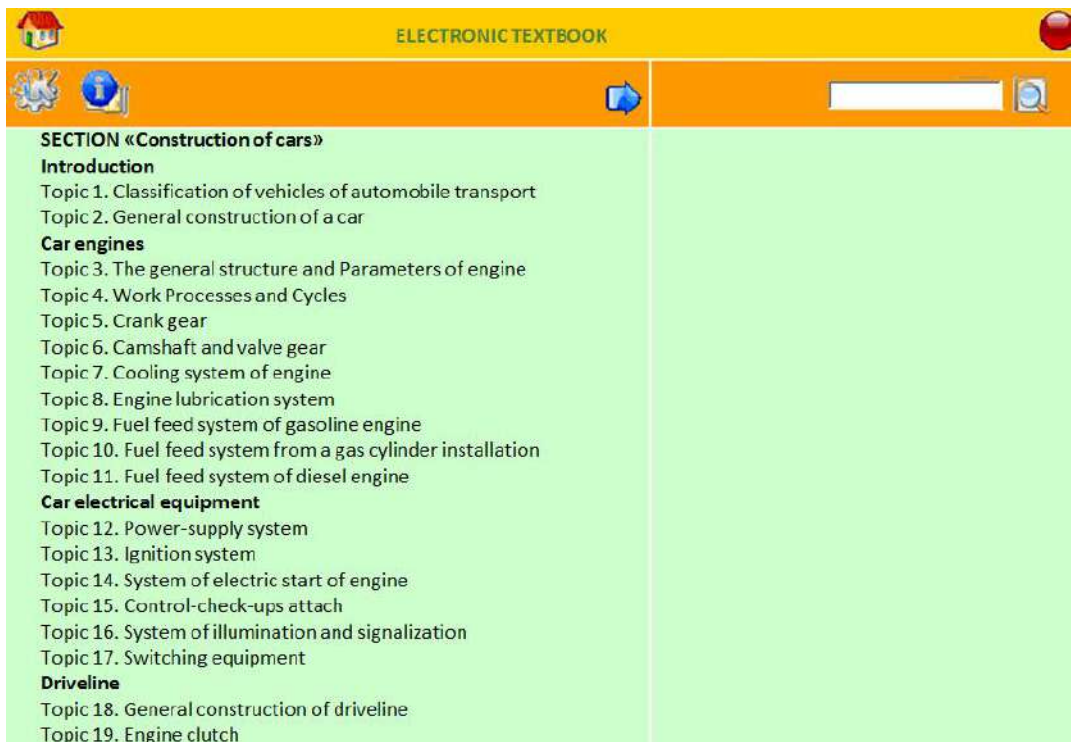 ELECTRONIC TEXTBOOK
SECTION «Construction of cars»
Introduction
Topic 1. Classification of vehicles of automobile transport
Topic 2. General construction of a car
Car engines
Topic 3. The general structure and Parameters of engine
Topic 4. Work Processes and Cycles
Topic 5. Crank gear
Topic 6. Camshaft and valve gear
Topic 7. Cooling system of engine
Topic 8. Engine lubrication system
Topic 9. Fuel feed system of gasoline engine
Topic 10. Fuel feed system from a gas cylinder installation
Topic 11. Fuel feed system of diesel engine
Car electrical equipment
Topic 12. Power-supply system
Topic 13. Ignition system
Topic 14. System of electric start of engine
Topic 15. Control-check-ups attach
Topic 16. System of illumination and signalization
Topic 17. Switching equipment
Driveline
Topic 18. General construction of driveline
Topic 19. Engine clutch